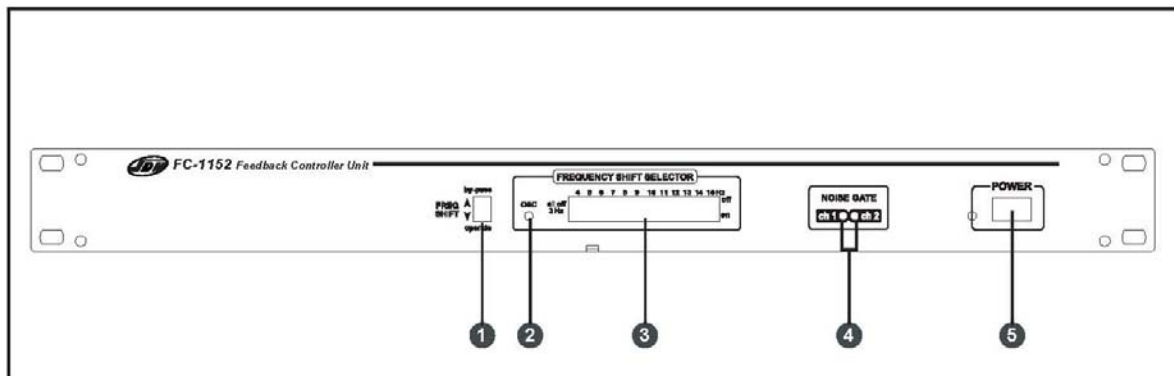 JDM FC-1152 Feedback Controller Unit
by-pass
FREQ
SHIFT
operate
FREQUENCY SHIFT SELECTOR
4 5 6 7 8 9 10 11 12 13 14 16Hz
OSC
all off
3 Hz
off
on
NOISE GATE
ch 1 ch 2
POWER
1 2 3 4 5